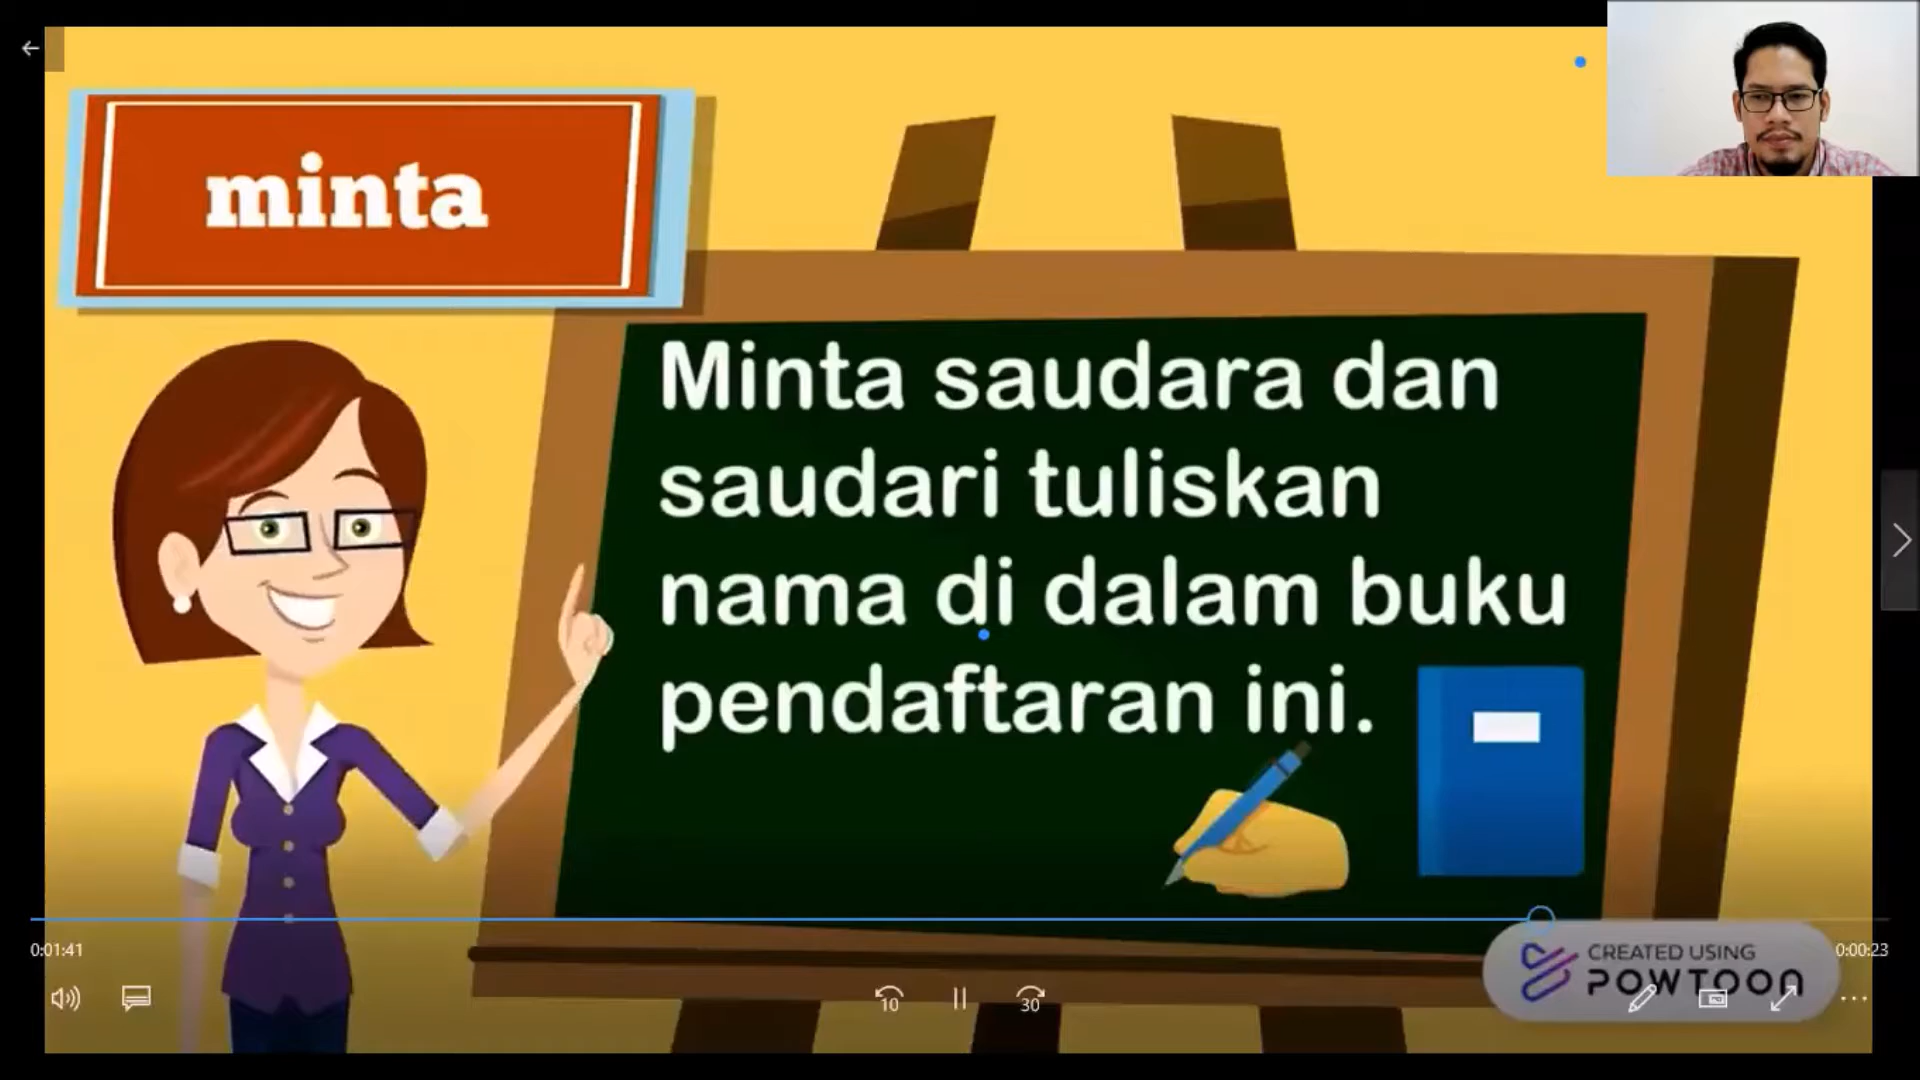 minta
Minta saudara dan
saudari tuliskan
nama di dalam buku
pendaftaran ini.
0:01:41
0:00:23
CREATED USING
POWTOON
10
30